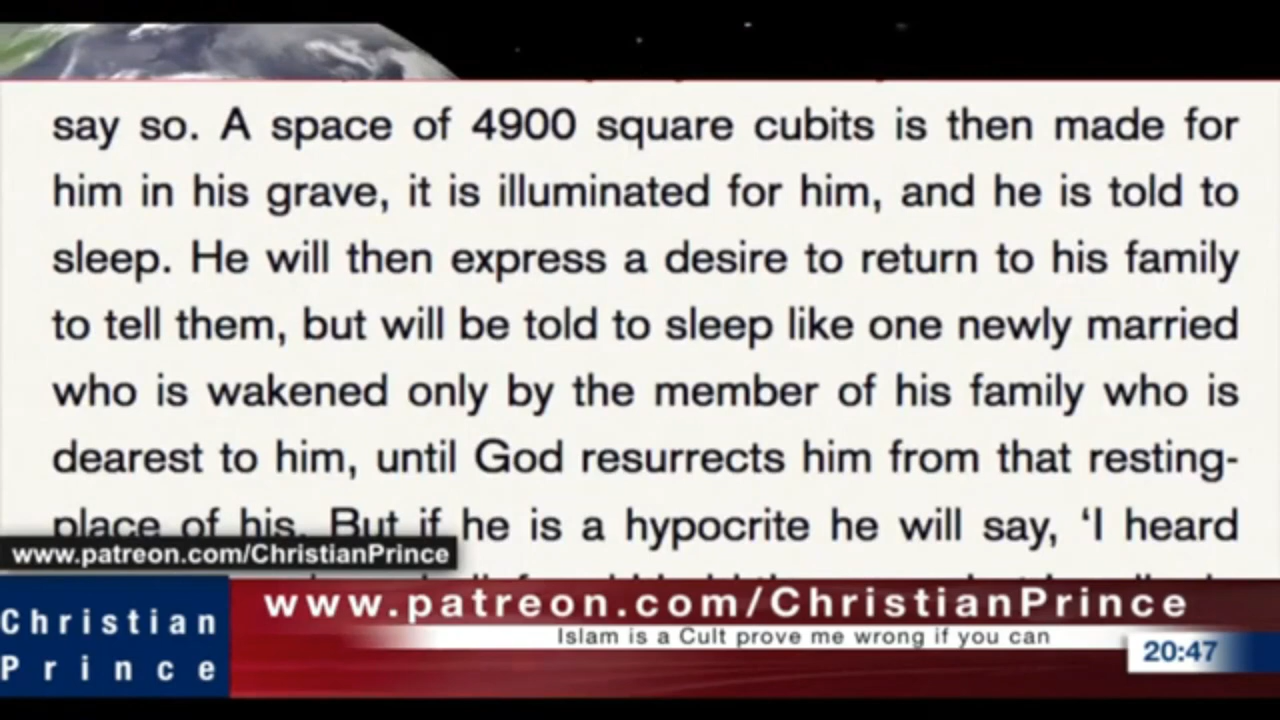 say so. A space of 4900 square cubits is then made for
him in his grave, it is illuminated for him, and he is told to
sleep. He will then express a desire to return to his family
to tell them, but will be told to sleep like one newly married
who is wakened only by the member of his family who is
dearest to him, until God resurrects him from that resting-
place of his. But if he is a hypocrite he will say, ‘I heard
www.patreon.com/ChristianPrince
www.patreon.com/ChristianPrince
Islam is a Cult prove me wrong if you can
Christian
Prince
20:47